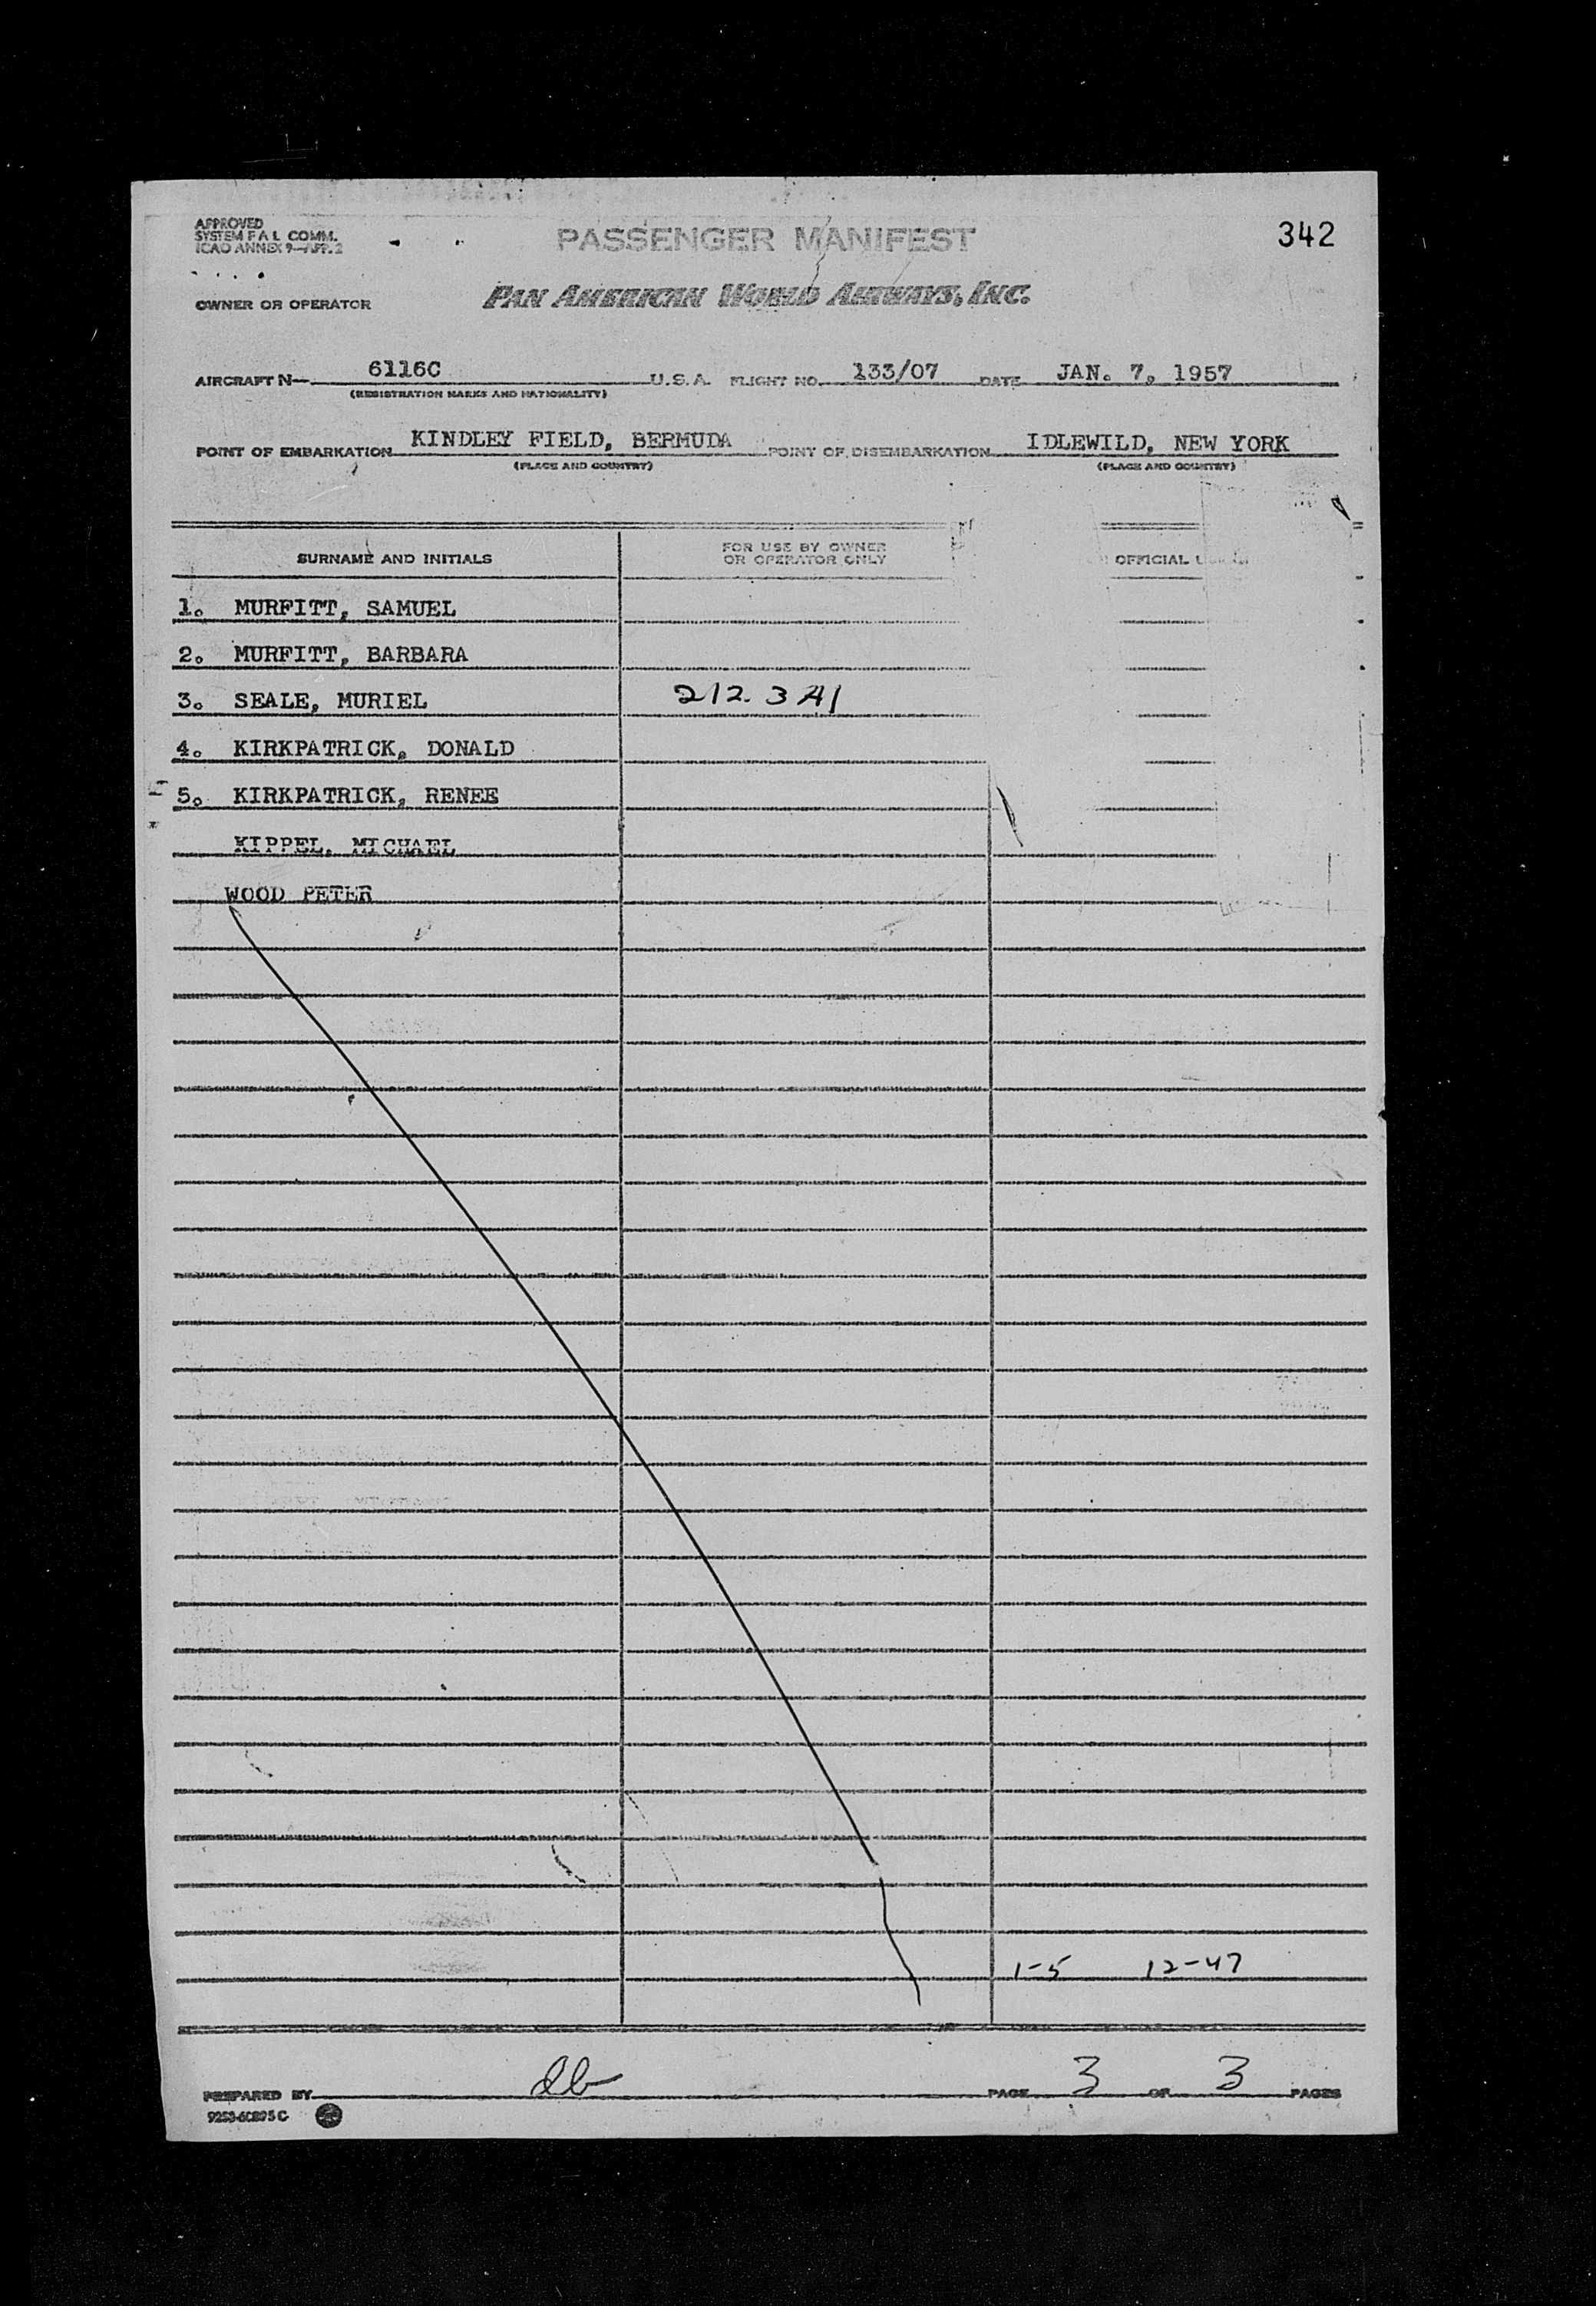 APPROVED
SYSTEM F A L COMM.
ICAO ANNEX 9—APP. 2
PASSENGER MANIFEST
342
OWNER OR OPERATOR
PAN AMERICAN WORLD AIRWAYS, INC.
AIRCRAFT N— 6116C U.S.A. FLIGHT NO. 133/07 DATE JAN. 7, 1957
(REGISTRATION MARKS AND NATIONALITY)
POINT OF EMBARKATION KINDLEY FIELD, BERMUDA POINT OF DISEMBARKATION IDLEWILD, NEW YORK
(PLACE AND COUNTRY) (PLACE AND COUNTRY)
SURNAME AND INITIALS FOR USE BY OWNER OR OPERATOR ONLY OFFICIAL
1. MURFITT, SAMUEL
2. MURFITT, BARBARA
3. SEALE, MURIEL 212.3 A1
4. KIRKPATRICK, DONALD
5. KIRKPATRICK, RENEE
KIPPEL, MICHAEL
WOOD PETER
1-5 12-47
PREPARED BY PAGE 3 OF 3 PAGES